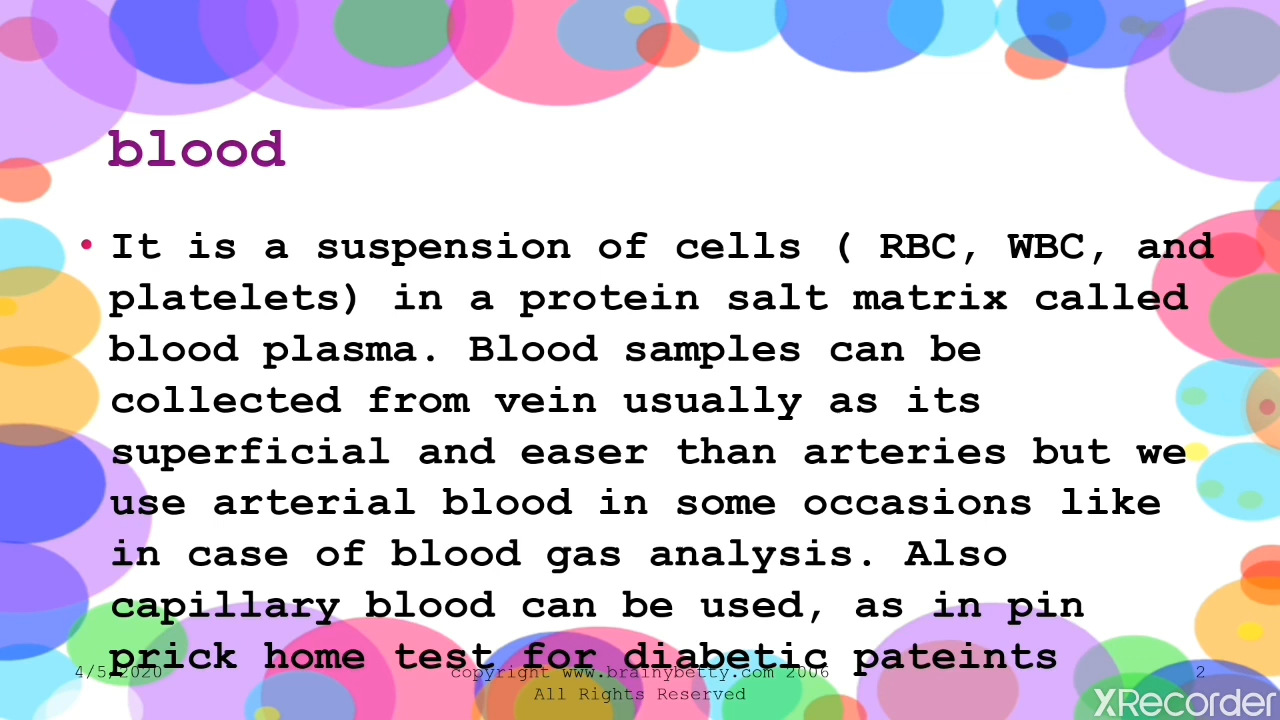 blood
• It is a suspension of cells ( RBC, WBC, and
platelets) in a protein salt matrix called
blood plasma. Blood samples can be
collected from vein usually as its
superficial and easer than arteries but we
use arterial blood in some occasions like
in case of blood gas analysis. Also
capillary blood can be used, as in pin
prick home test for diabetic pateints
4/5/2020
copyright www.brainybetty.com 2006
All Rights Reserved
2
XRecorder